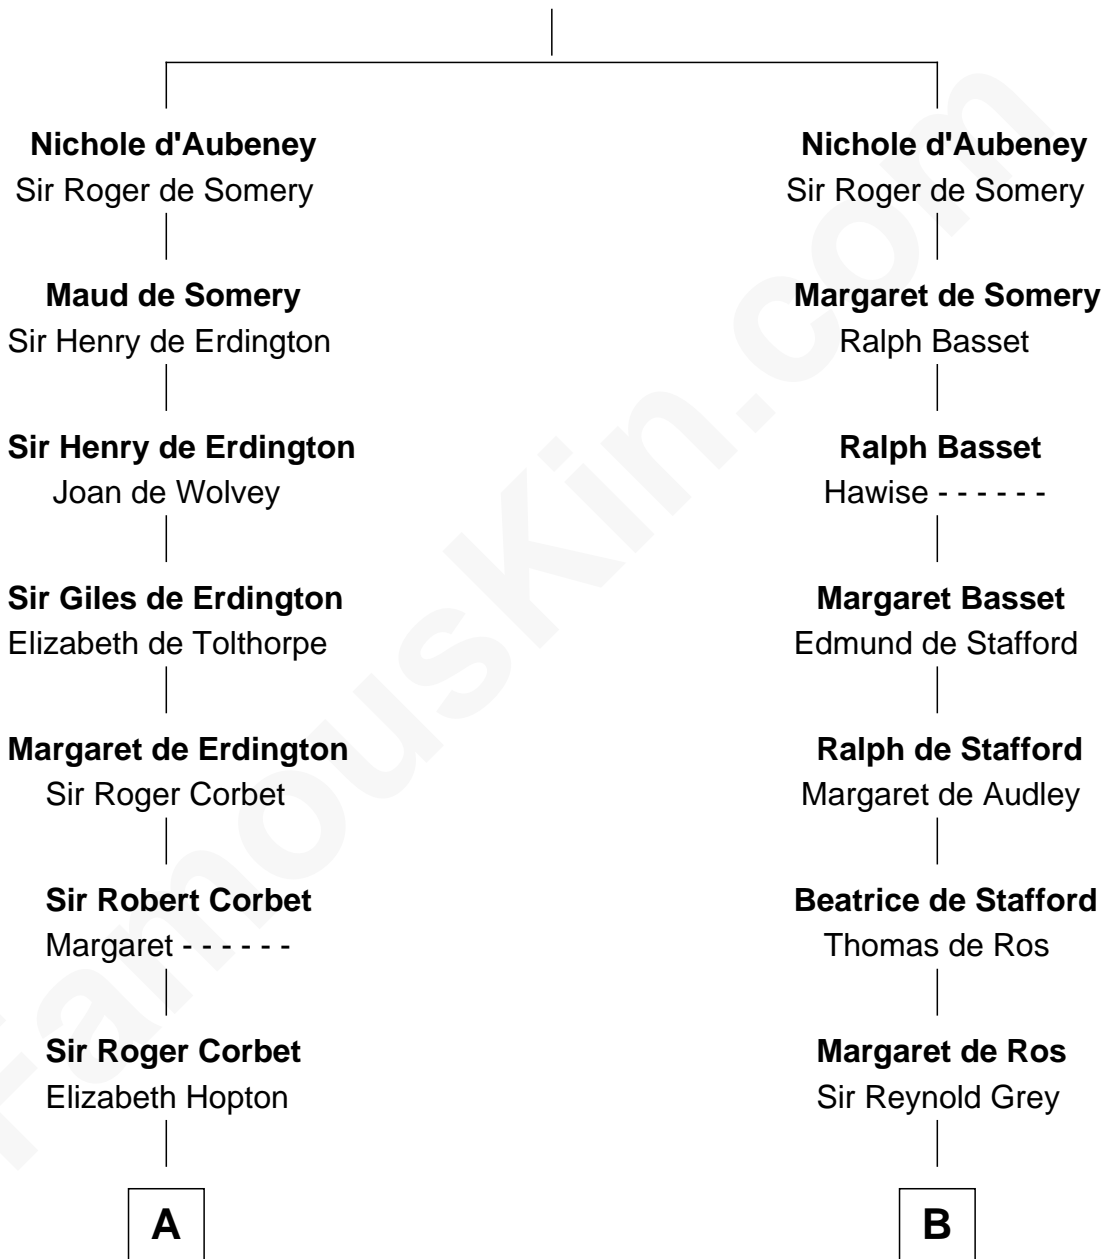 Nichole d'Aubeney
Sir Roger de Somery
Maud de Somery
Sir Henry de Erdington
Sir Henry de Erdington
Joan de Wolvey
Sir Giles de Erdington
Elizabeth de Tolthorpe
Margaret de Erdington
Sir Roger Corbet
Sir Robert Corbet
Margaret - - - - - -
Sir Roger Corbet
Elizabeth Hopton
A
Nichole d'Aubeney
Sir Roger de Somery
Margaret de Somery
Ralph Basset
Ralph Basset
Hawise - - - - - -
Margaret Basset
Edmund de Stafford
Ralph de Stafford
Margaret de Audley
Beatrice de Stafford
Thomas de Ros
Margaret de Ros
Sir Reynold Grey
B
FamousKin.com